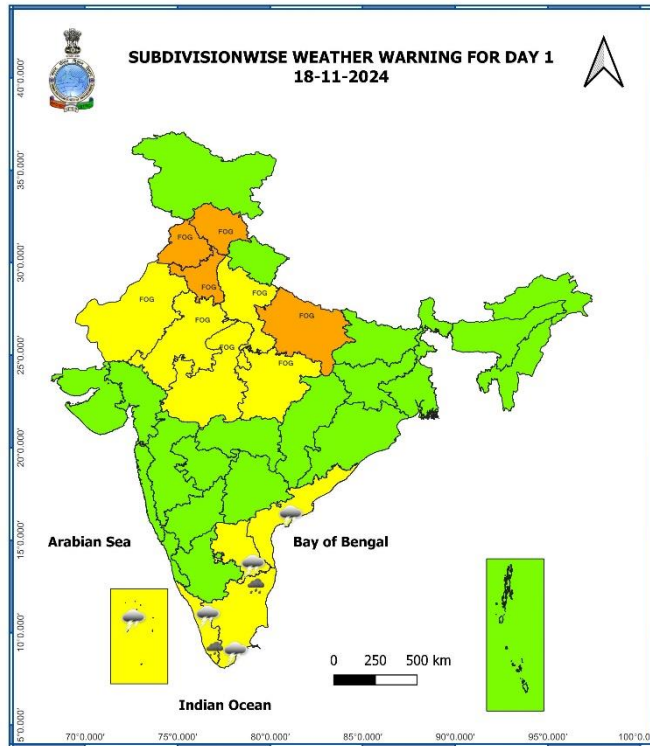 SUBDIVISIONWISE WEATHER WARNING FOR DAY 1
18-11-2024
40°0.000'
35°0.000'
30°0.000'
25°0.000'
20°0.000'
15°0.000'
10°0.000'
5°0.000'
FOG
FOG
FOG
FOG
FOG
FOG
FOG
FOG
FOG
Arabian Sea
Bay of Bengal
0 250 500 km
Indian Ocean
70°0.000' 75°0.000' 80°0.000' 85°0.000' 90°0.000' 95°0.000' 100°0.0